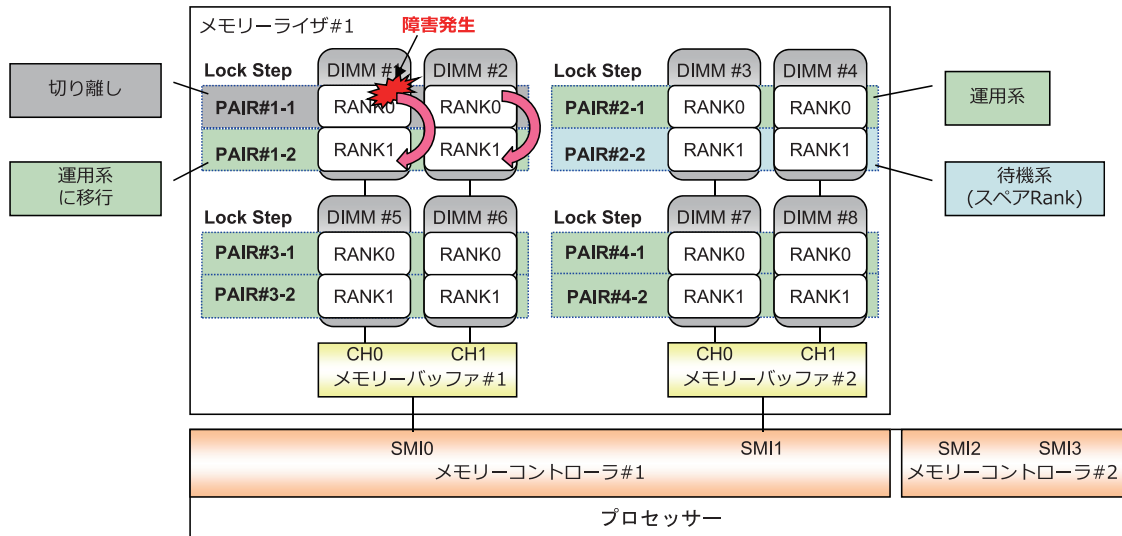 メモリーライザ#1
障害発生
切り離し
運用系
に移行
Lock Step
DIMM #1
DIMM #2
PAIR#1-1
RANK0
RANK0
PAIR#1-2
RANK1
RANK1
Lock Step
DIMM #3
DIMM #4
PAIR#2-1
RANK0
RANK0
PAIR#2-2
RANK1
RANK1
運用系
待機系
(スペアRank)
Lock Step
DIMM #5
DIMM #6
PAIR#3-1
RANK0
RANK0
PAIR#3-2
RANK1
RANK1
Lock Step
DIMM #7
DIMM #8
PAIR#4-1
RANK0
RANK0
PAIR#4-2
RANK1
RANK1
CH0
CH1
メモリーバッファ#1
CH0
CH1
メモリーバッファ#2
SMI0
SMI1
メモリーコントローラ#1
SMI2
SMI3
メモリーコントローラ#2
プロセッサー